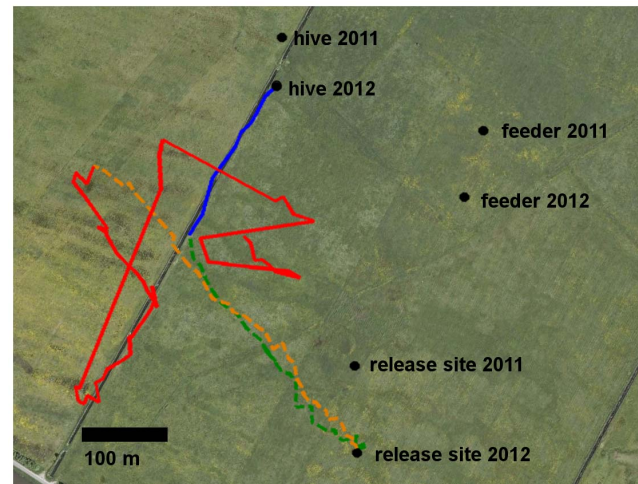 hive 2011
hive 2012
feeder 2011
feeder 2012
release site 2011
release site 2012
100 m